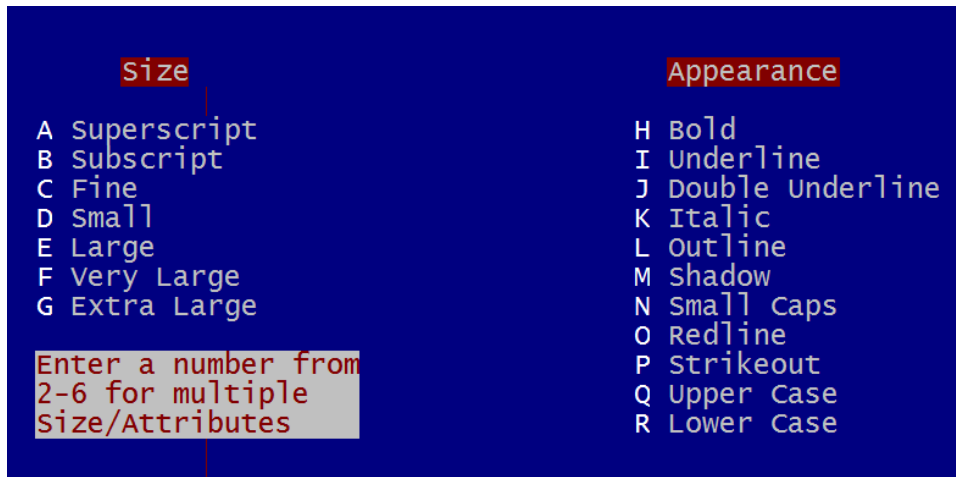 Size
A Superscript
B Subscript
C Fine
D Small
E Large
F Very Large
G Extra Large
Enter a number from
2-6 for multiple
Size/Attributes
Appearance
H Bold
I Underline
J Double Underline
K Italic
L Outline
M Shadow
N Small Caps
O Redline
P Strikeout
Q Upper Case
R Lower Case